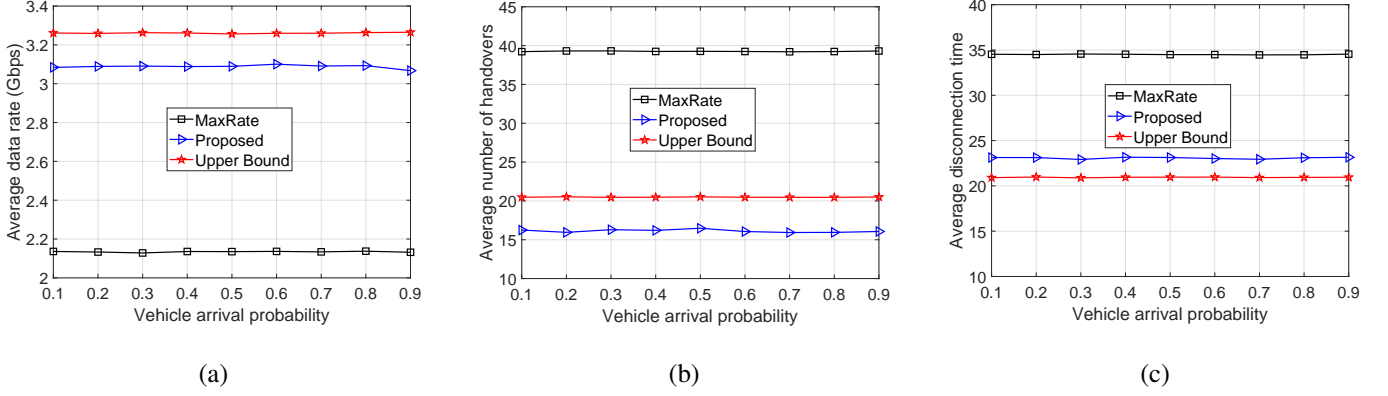 3.4
3.2
3
2.8
2.6
2.4
2.2
2
Average data rate (Gbps)
MaxRate
Proposed
Upper Bound
0.1 0.2 0.3 0.4 0.5 0.6 0.7 0.8 0.9
Vehicle arrival probability
(a)
45
40
35
30
25
20
15
10
Average number of handovers
MaxRate
Proposed
Upper Bound
0.1 0.2 0.3 0.4 0.5 0.6 0.7 0.8 0.9
Vehicle arrival probability
(b)
40
35
30
25
20
15
10
Average disconnection time
MaxRate
Proposed
Upper Bound
0.1 0.2 0.3 0.4 0.5 0.6 0.7 0.8 0.9
Vehicle arrival probability
(c)